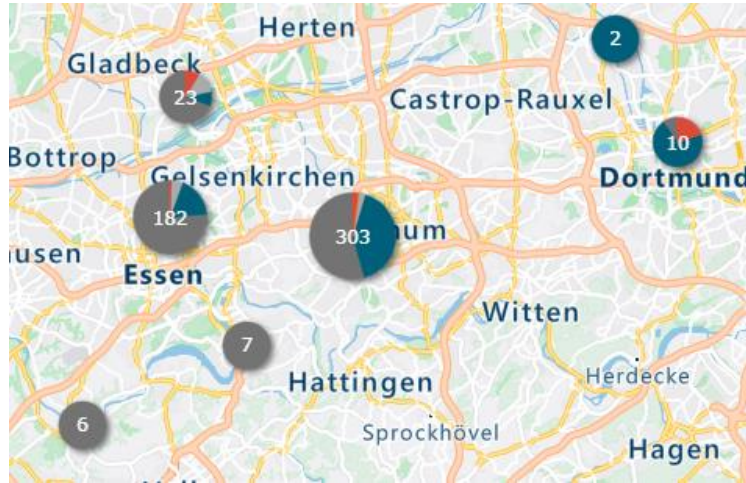 Herten
2
Gladbeck
23
Castrop-Rauxel
10
Bottrop
Gelsenkirchen
Dortmund
182
303
um
usen
Essen
Witten
7
Hattingen
Herdecke
6
Sprockhövel
Hagen